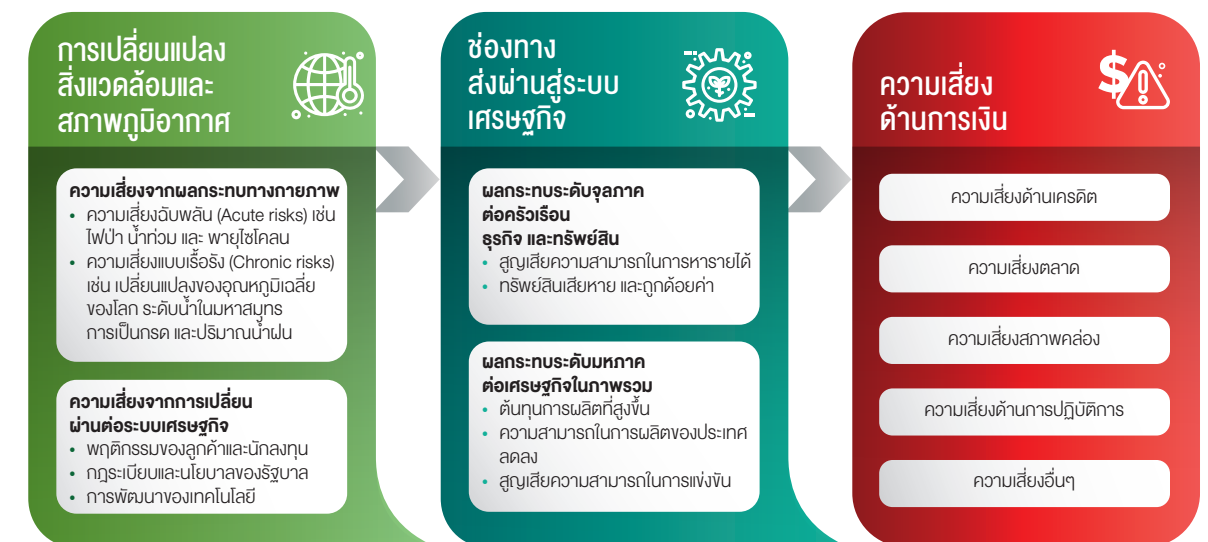 การเปลี่ยนแปลง
สิ่งแวดล้อมและ
สภาพภูมิอากาศ
ความเสี่ยงจากผลกระทบทางกายภาพ
• ความเสี่ยงฉับพลัน (Acute risks) เช่น
ไฟป่า น้ำท่วม และ พายุไซโคลน
• ความเสี่ยงแบบเรื้อรัง (Chronic risks)
เช่น เปลี่ยนแปลงของอุณหภูมิเฉลี่ย
ของโลก ระดับน้ำในมหาสมุทร
การเป็นกรด และปริมาณน้ำฝน
ความเสี่ยงจากการเปลี่ยน
ผ่านต่อระบบเศรษฐกิจ
• พฤติกรรมของลูกค้าและนักลงทุน
• กฎระเบียบและนโยบาลของรัฐบาล
• การพัฒนาของเทคโนโลยี
ช่องทาง
ส่งผ่านสู่ระบบ
เศรษฐกิจ
ผลกระทบระดับจุลภาค
ต่อครัวเรือน
ธุรกิจ และทรัพย์สิน
• สูญเสียความสามารถในการหารายได้
• ทรัพย์สินเสียหาย และถูกด้อยค่า
ผลกระทบระดับมหภาค
ต่อเศรษฐกิจในภาพรวม
• ต้นทุนการผลิตที่สูงขึ้น
• ความสามารถในการผลิตของประเทศ
ลดลง
• สูญเสียความสามารถในการแข่งขัน
ความเสี่ยง
ด้านการเงิน
ความเสี่ยงด้านเครดิต
ความเสี่ยงตลาด
ความเสี่ยงสภาพคล่อง
ความเสี่ยงด้านการปฏิบัติการ
ความเสี่ยงอื่นๆ